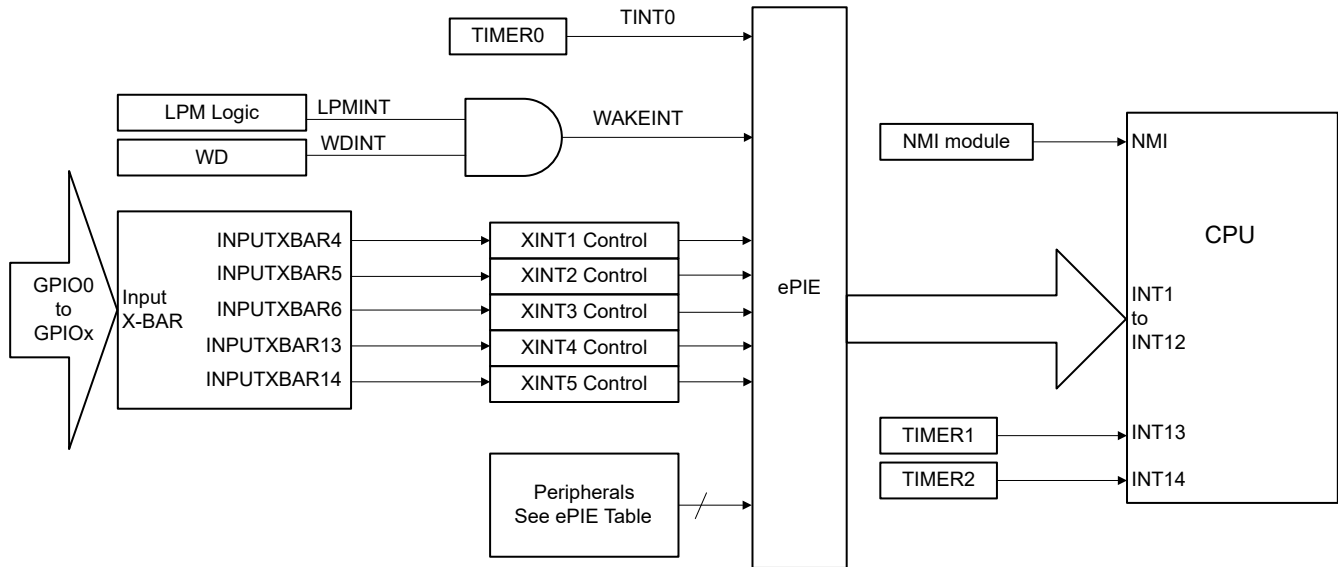 TINT0
TIMER0
LPM Logic
LPMINT
WAKEINT
WD
WDINT
NMI module
NMI
CPU
GPIO0
to
GPIOx
Input
X-BAR
INPUTXBAR4
INPUTXBAR5
INPUTXBAR6
INPUTXBAR13
INPUTXBAR14
XINT1 Control
XINT2 Control
XINT3 Control
XINT4 Control
XINT5 Control
ePIE
INT1
to
INT12
TIMER1
INT13
TIMER2
INT14
Peripherals
See ePIE Table